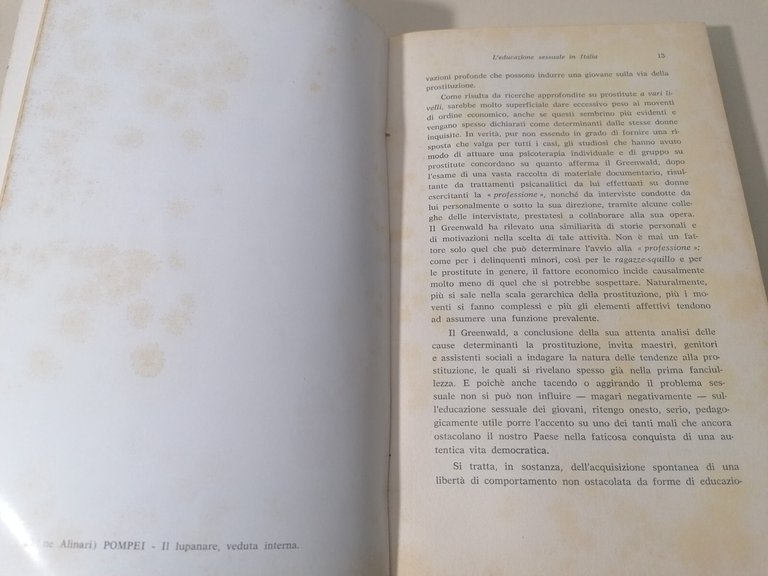 ne Alinari) POMPEI - Il lupanare, veduta interna.
L'educazione sessuale in Italia 13
vazioni profonde che possono indurre una giovane sulla via della
prostituzione.
Come risulta da ricerche approfondite su prostitute a vari li-
velli, sarebbe molto superficiale dare eccessivo peso ai moventi
di ordine economico, anche se questi sembrino più evidenti e
vengano spesso dichiarati come determinanti dalle stesse donne
inquisite. In verità, pur non essendo in grado di fornire una ri-
sposta che valga per tutti i casi, gli studiosi che hanno avuto
modo di attuare una psicoterapia individuale e di gruppo su
prostitute concordano su quanto afferma il Greenwald, dopo
l'esame di una vasta raccolta di materiale documentario, risul-
tante da trattamenti psicanalitici da lui effettuati su donne
esercitanti la « professione », nonché da interviste condotte da
lui personalmente o sotto la sua direzione, tramite alcune colle-
ghe delle intervistate, prestatesi a collaborare alla sua opera.
Il Greenwald ha rilevato una similiarità di storie personali e
di motivazioni nella scelta di tale attività. Non è mai un fat-
tore solo quel che può determinare l'avvio alla « professione »:
come per i delinquenti minori, così per le ragazze-squillo e per
le prostitute in genere, il fattore economico incide causalmente
molto meno di quel che si potrebbe sospettare. Naturalmente,
più si sale nella scala gerarchica della prostituzione, più i mo-
venti si fanno complessi e più gli elementi affettivi tendono
ad assumere una funzione prevalente.
Il Greenwald, a conclusione della sua attenta analisi delle
cause determinanti la prostituzione, invita maestri, genitori
e assistenti sociali a indagare la natura delle tendenze alla pro-
stituzione, le quali si rivelano spesso già nella prima fanciul-
lezza. E poichè anche tacendo o aggirando il problema ses-
suale non si può non influire — magari negativamente — sul-
l'educazione sessuale dei giovani, ritengo onesto, serio, pedago-
gicamente utile porre l'accento su uno dei tanti mali che ancora
ostacolano il nostro Paese nella faticosa conquista di una au-
tentica vita democratica.
Si tratta, in sostanza, dell'acquisizione spontanea di una
libertà di comportamento non ostacolata da forme di educazio-